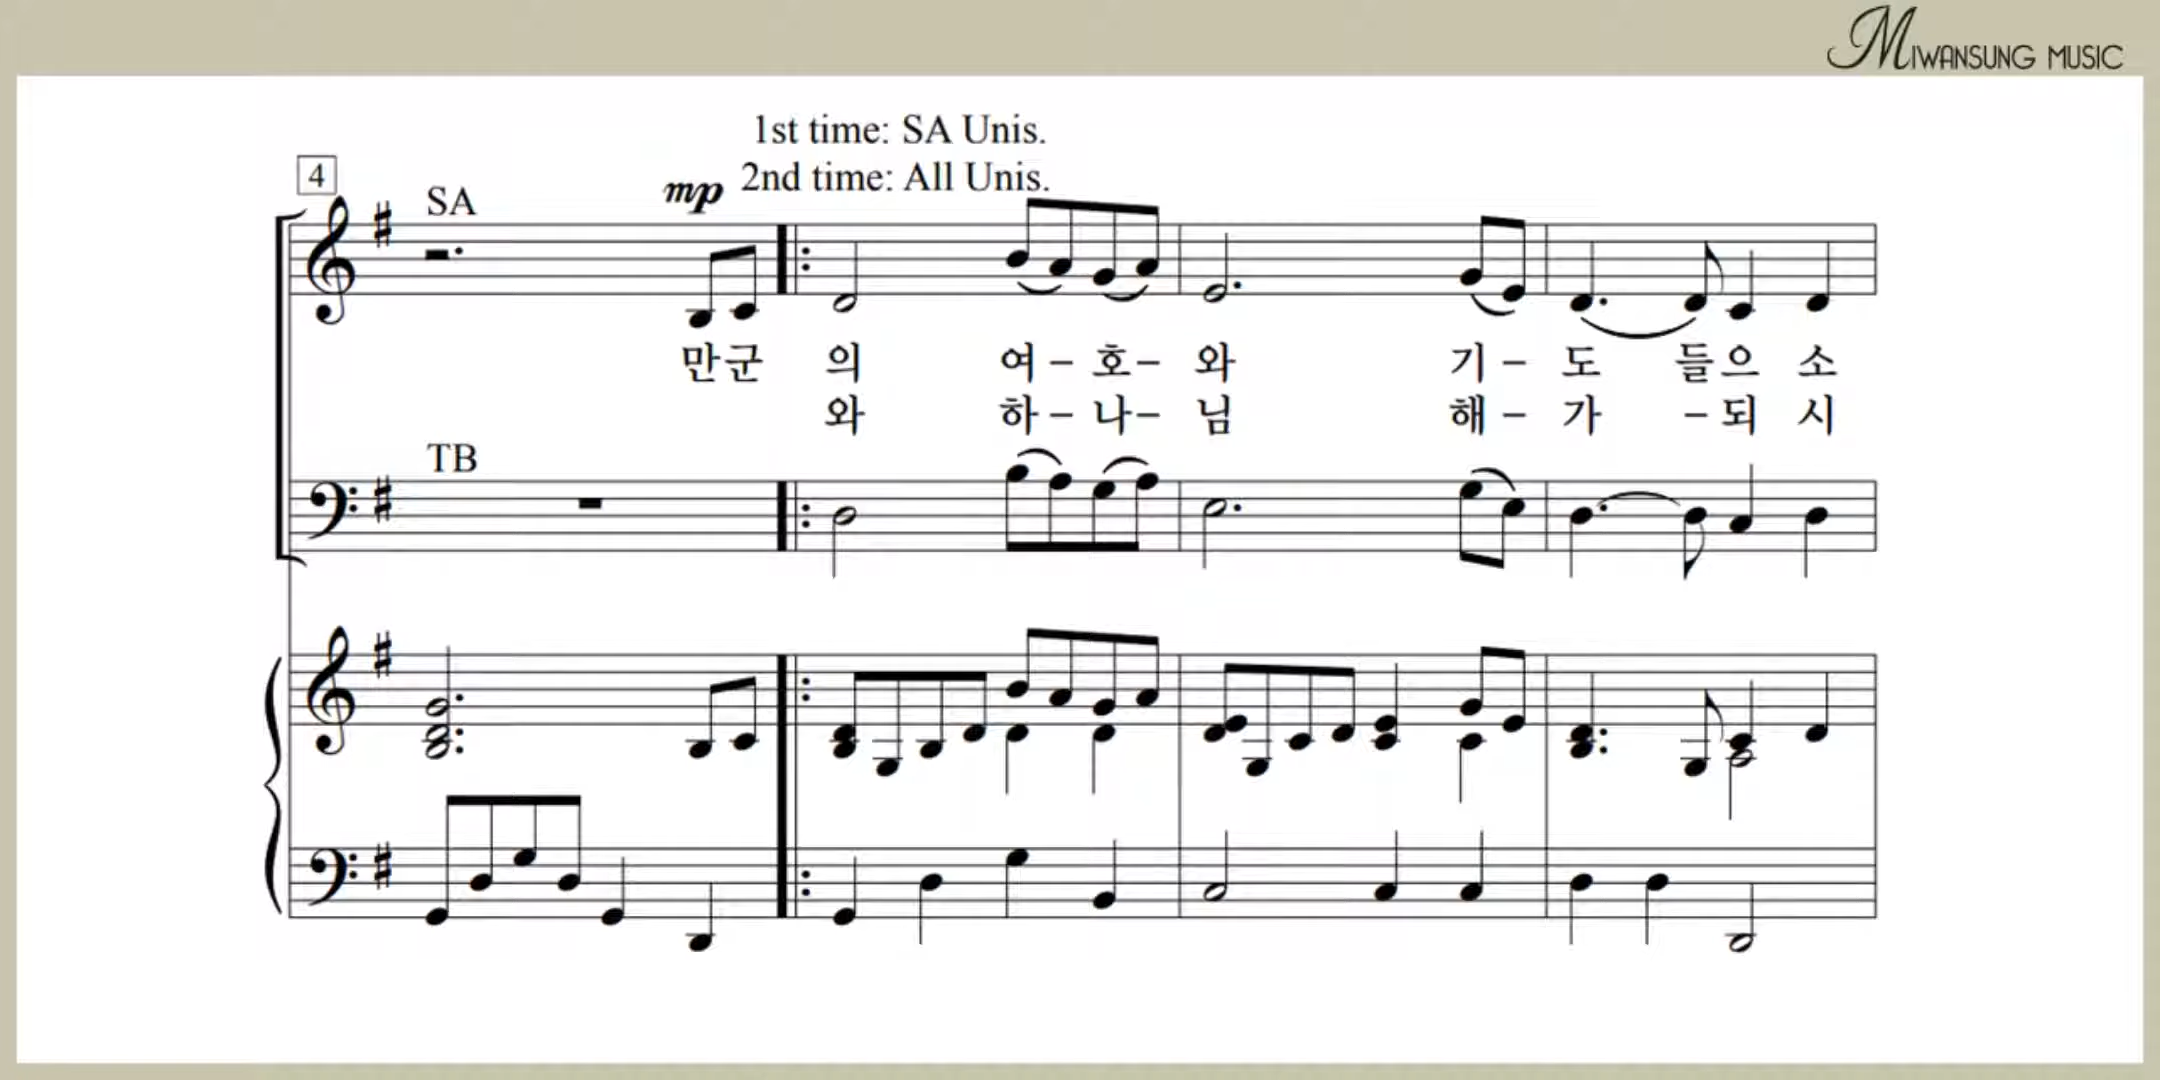 MIWANSUNG MUSIC
1st time: SA Unis.
2nd time: All Unis.
4
SA
mp
만군 의 여 – 호 – 와 기 – 도 들으 소
와 하 – 나 – 님 해 – 가 – 되 시
TB